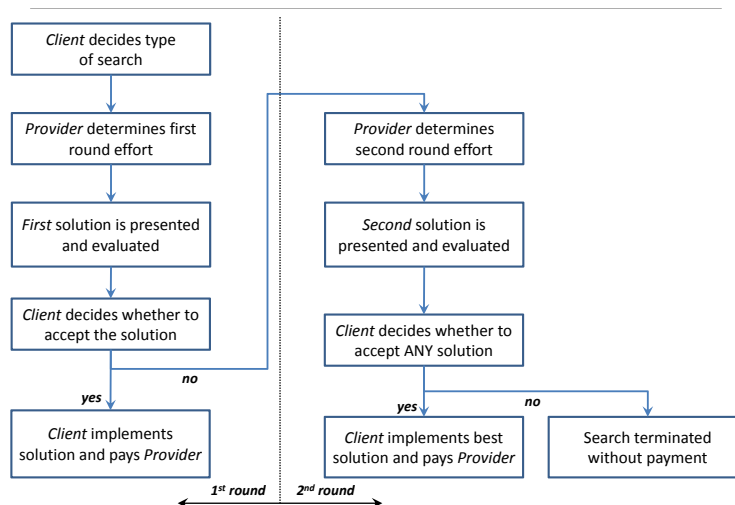 Client decides type
of search
Provider determines first
round effort
First solution is presented
and evaluated
Client decides whether to
accept the solution
no
yes
Client implements
solution and pays Provider
Provider determines
second round effort
Second solution is
presented and evaluated
Client decides whether to
accept ANY solution
yes
no
Client implements best
solution and pays Provider
Search terminated
without payment
1st round
2nd round